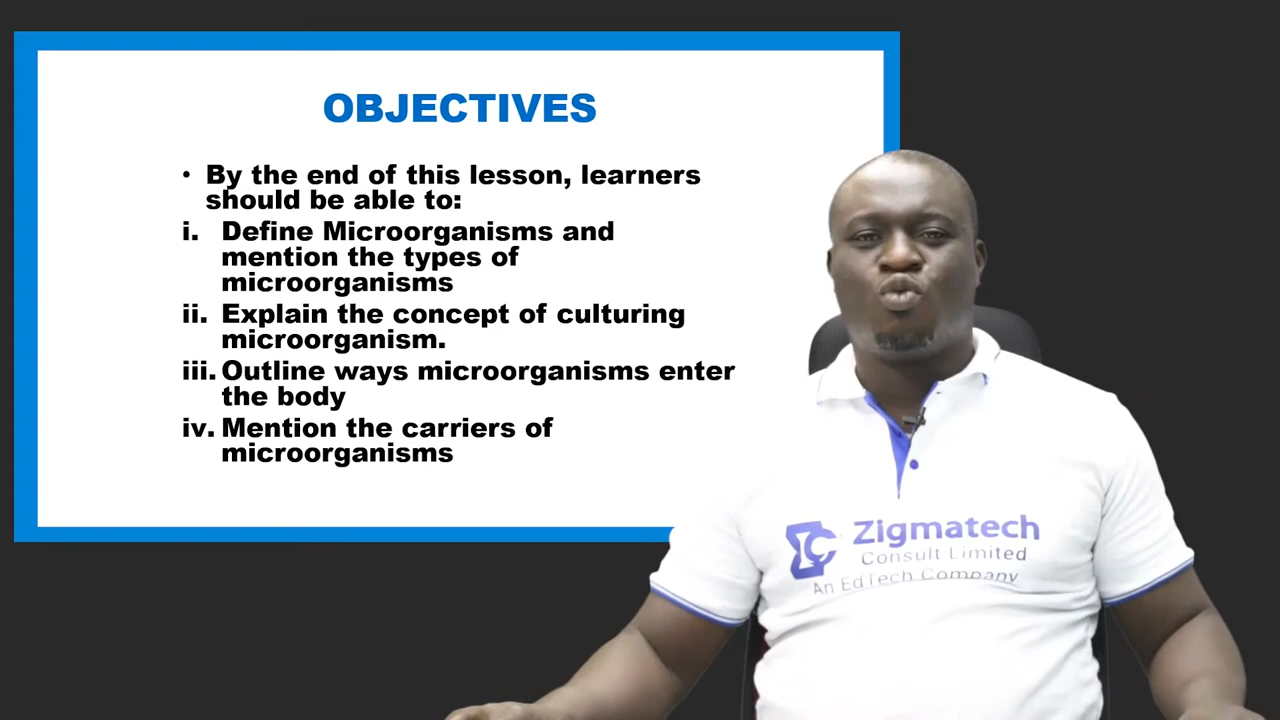 OBJECTIVES
• By the end of this lesson, learners
should be able to:
i. Define Microorganisms and
mention the types of
microorganisms
ii. Explain the concept of culturing
microorganism.
iii. Outline ways microorganisms enter
the body
iv. Mention the carriers of
microorganisms
Zigmatech
Consult Limited
An EdTech Company